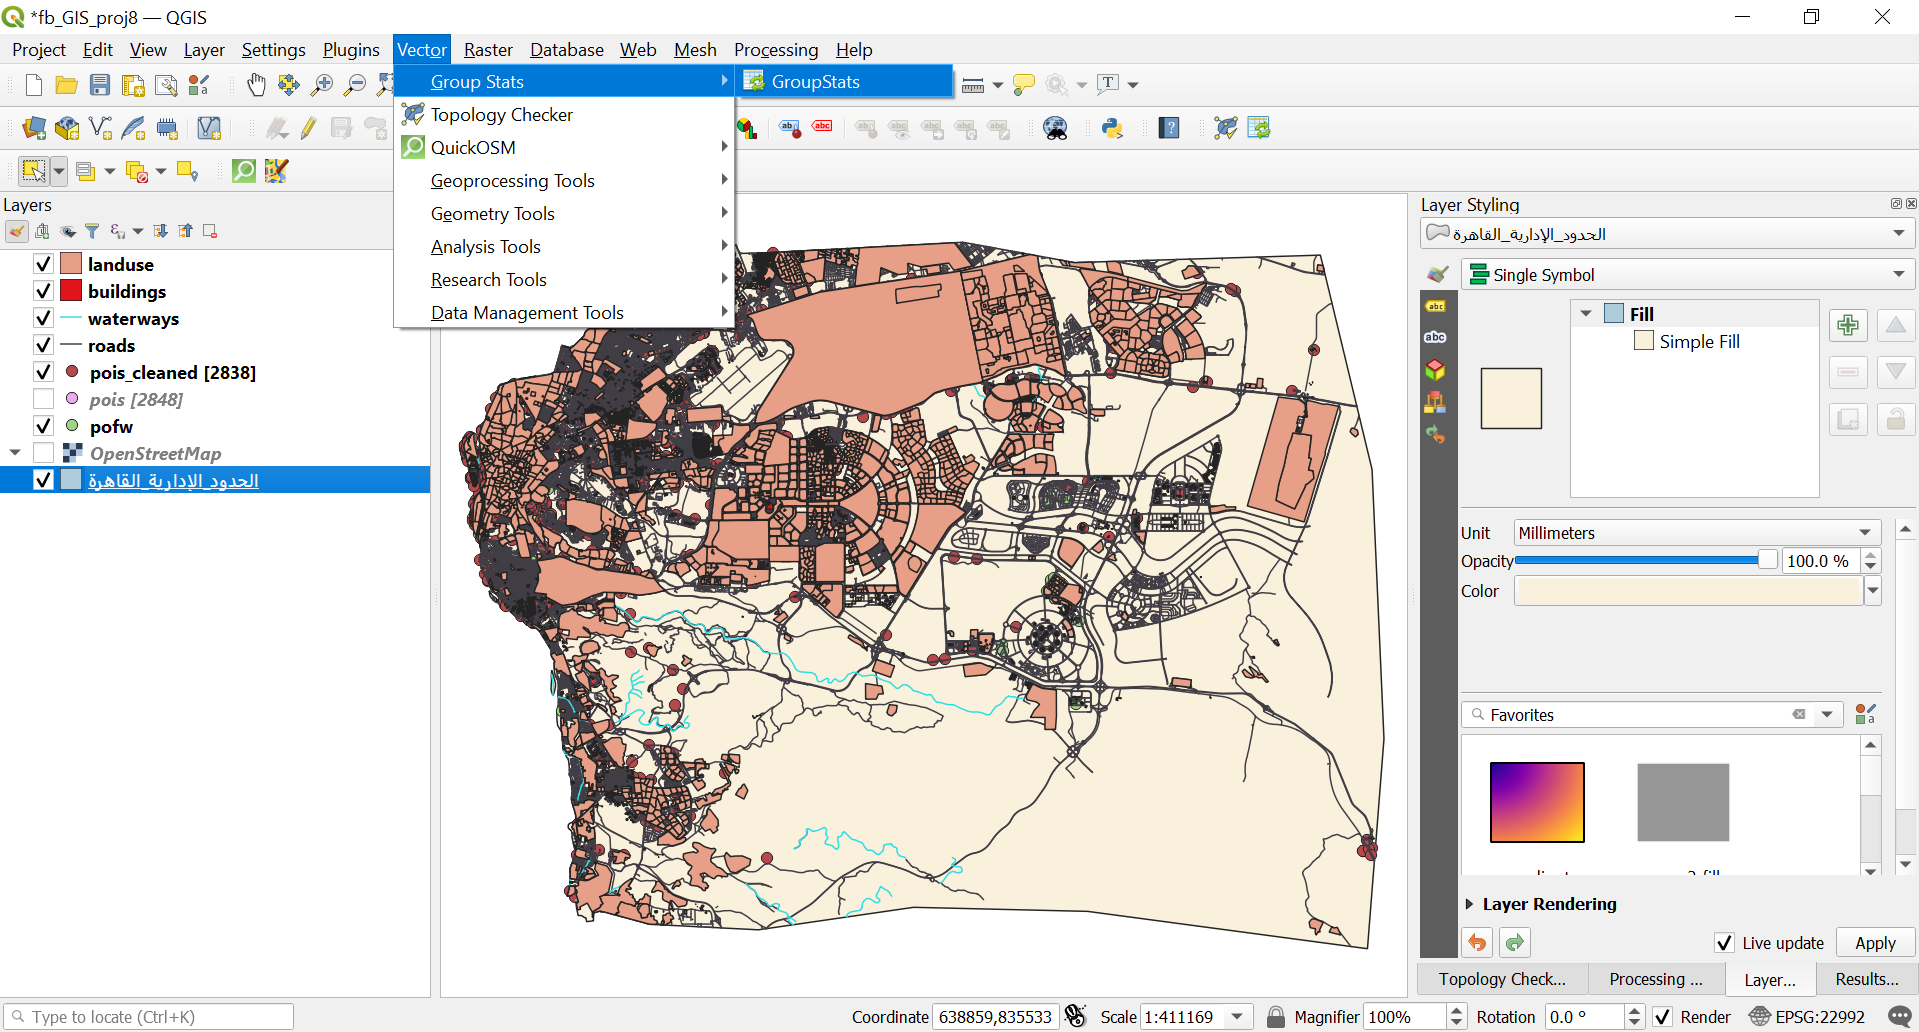 *fb_GIS_proj8 — QGIS
Project Edit View Layer Settings Plugins Vector Raster Database Web Mesh Processing Help
Group Stats
GroupStats
Topology Checker
QuickOSM
Geoprocessing Tools
Geometry Tools
Analysis Tools
Research Tools
Data Management Tools
Layers
landuse
buildings
waterways
roads
pois_cleaned [2838]
pois [2848]
pofw
OpenStreetMap
الحدود_الإدارية_القاهرة
Layer Styling
الحدود_الإدارية_القاهرة
Single Symbol
Fill
Simple Fill
Unit Millimeters
Opacity 100.0 %
Color
Favorites
Layer Rendering
Live update Apply
Topology Check... Processing ... Layer... Results...
Type to locate (Ctrl+K)
Coordinate 638859,835533 Scale 1:411169 Magnifier 100% Rotation 0.0 ° Render EPSG:22992